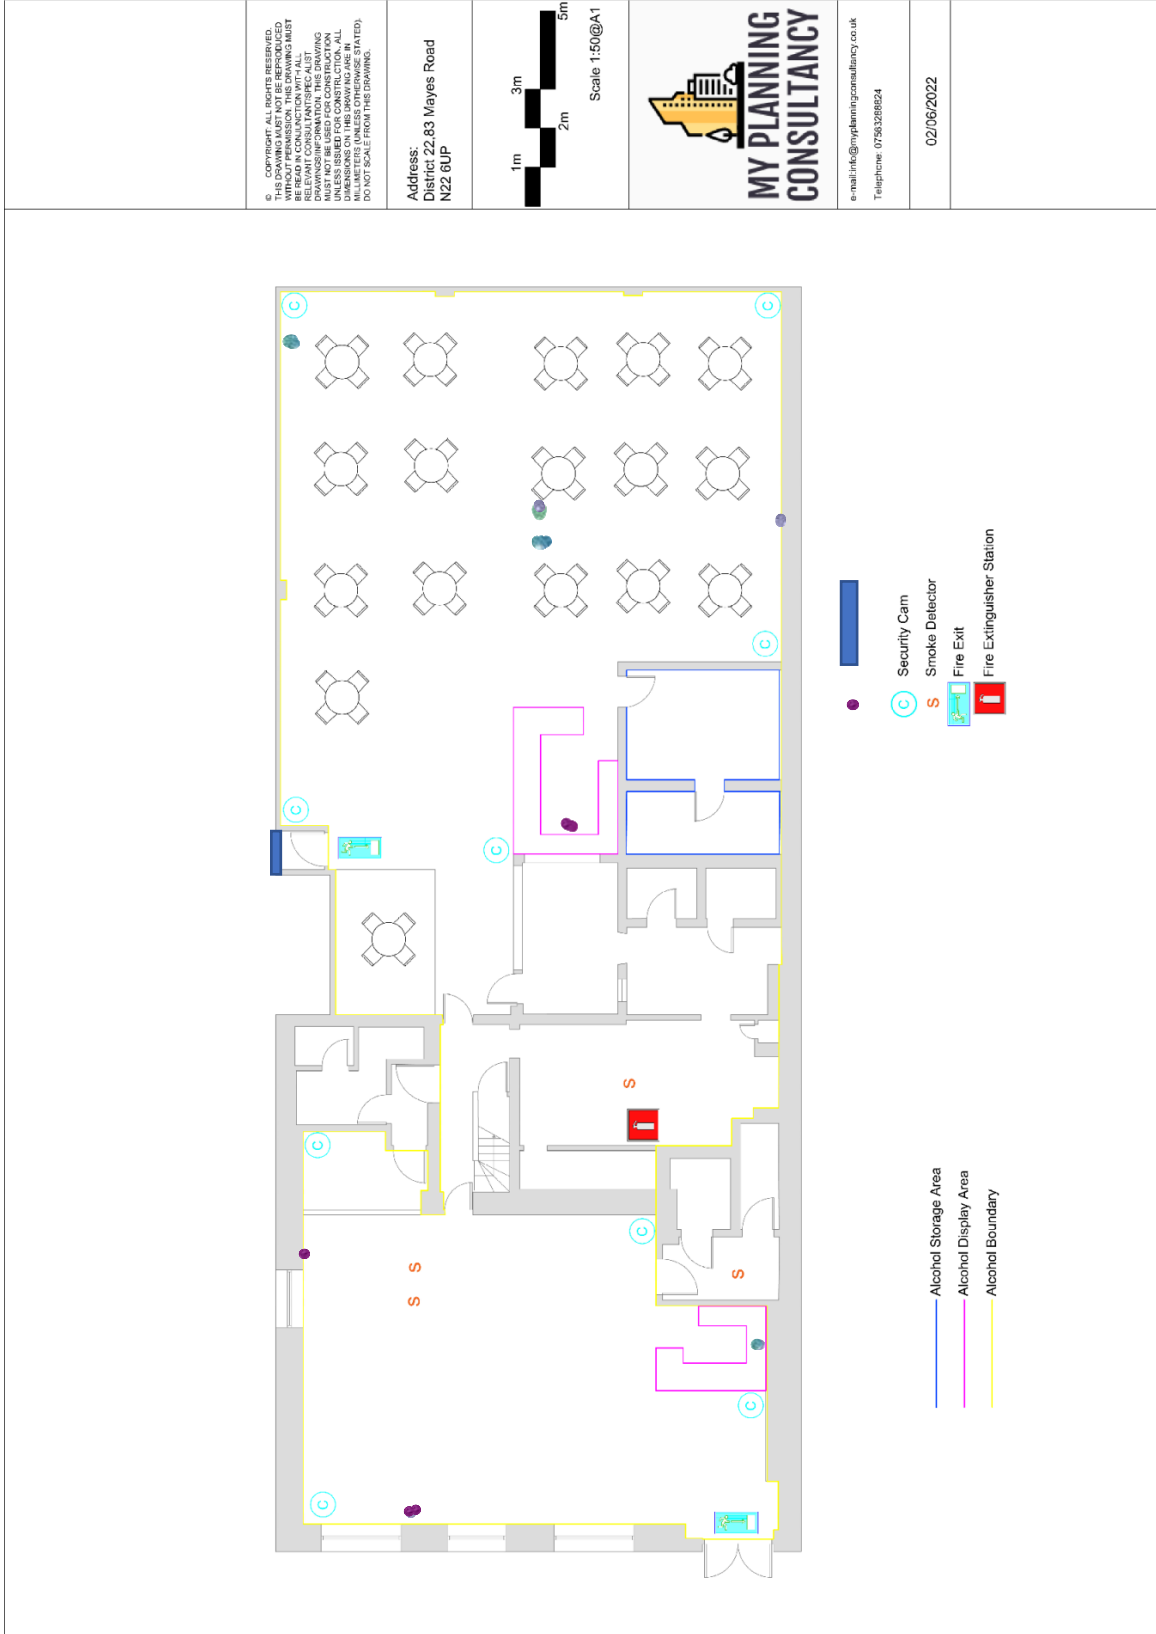 © COPYRIGHT: ALL RIGHTS RESERVED.
THIS DRAWING MUST NOT BE REPRODUCED
WITHOUT PERMISSION. THIS DRAWING MUST
BE READ IN CONJUNCTION WITH ALL
RELEVANT CONSULTANT/SPECIALIST
DRAWINGS/INFORMATION. THIS DRAWING
MUST NOT BE USED FOR CONSTRUCTION
UNLESS ISSUED FOR CONSTRUCTION. ALL
DIMENSIONS ON THIS DRAWING ARE IN
MILLIMETERS (UNLESS OTHERWISE STATED).
DO NOT SCALE FROM THIS DRAWING.
Address:
District 22,83 Mayes Road
N22 6UP
1m
3m
2m
5m
Scale 1:50@A1
MY PLANNING
CONSULTANCY
e-mail:info@myplanningconsultancy.co.uk
Telephone: 07563288824
02/06/2022
C
C
C
C
C
C
C
C
C
C
S
S
S
S
C Security Cam
S Smoke Detector
Fire Exit
Fire Extinguisher Station
Alcohol Storage Area
Alcohol Display Area
Alcohol Boundary